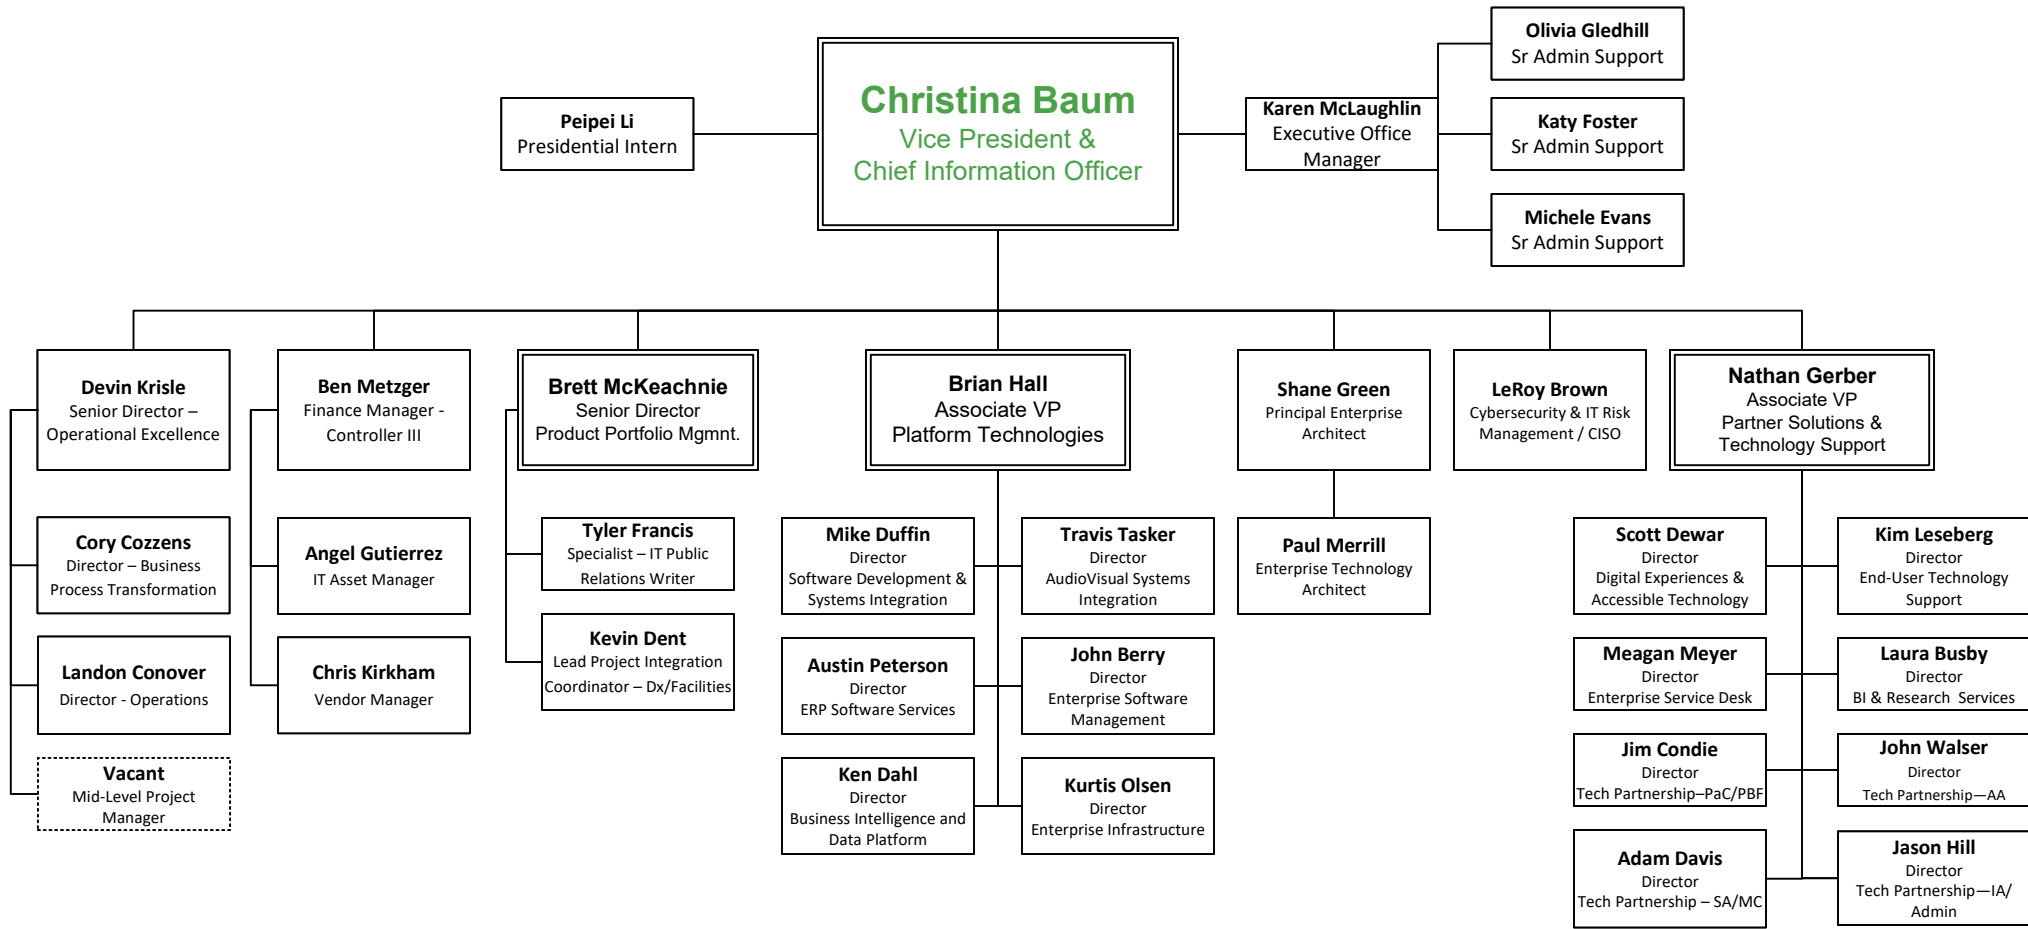 Olivia Gledhill
Sr Admin Support
Christina Baum
Vice President &
Chief Information Officer
Peipei Li
Presidential Intern
Karen McLaughlin
Executive Office
Manager
Katy Foster
Sr Admin Support
Michele Evans
Sr Admin Support
Devin Krisle
Senior Director –
Operational Excellence
Ben Metzger
Finance Manager -
Controller III
Brett McKeachnie
Senior Director
Product Portfolio Mgmnt.
Brian Hall
Associate VP
Platform Technologies
Shane Green
Principal Enterprise
Architect
LeRoy Brown
Cybersecurity & IT Risk
Management / CISO
Nathan Gerber
Associate VP
Partner Solutions &
Technology Support
Cory Cozzens
Director – Business
Process Transformation
Angel Gutierrez
IT Asset Manager
Tyler Francis
Specialist – IT Public
Relations Writer
Mike Duffin
Director
Software Development &
Systems Integration
Travis Tasker
Director
AudioVisual Systems
Integration
Paul Merrill
Enterprise Technology
Architect
Scott Dewar
Director
Digital Experiences &
Accessible Technology
Kim Leseberg
Director
End-User Technology
Support
Landon Conover
Director - Operations
Chris Kirkham
Vendor Manager
Kevin Dent
Lead Project Integration
Coordinator – Dx/Facilities
Austin Peterson
Director
ERP Software Services
John Berry
Director
Enterprise Software
Management
Meagan Meyer
Director
Enterprise Service Desk
Laura Busby
Director
BI & Research  Services
Vacant
Mid-Level Project
Manager
Ken Dahl
Director
Business Intelligence and
Data Platform
Kurtis Olsen
Director
Enterprise Infrastructure
Jim Condie
Director
Tech Partnership–PaC/PBF
John Walser
Director
Tech Partnership—AA
Adam Davis
Director
Tech Partnership – SA/MC
Jason Hill
Director
Tech Partnership—IA/
Admin